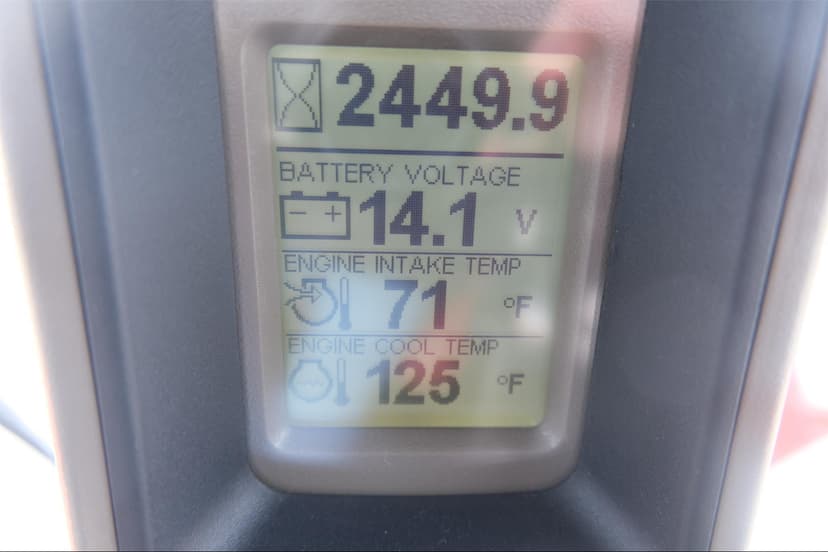 2449.9
BATTERY VOLTAGE
14.1 V
ENGINE INTAKE TEMP
71 °F
ENGINE COOL TEMP
125 °F